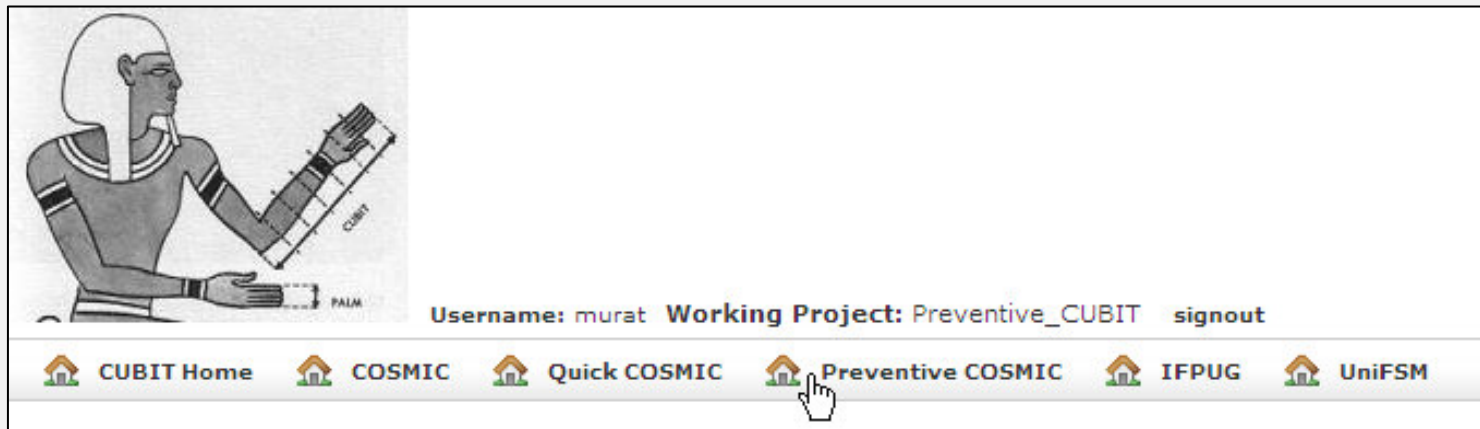 CUBIT
PALM
Username: murat Working Project: Preventive_CUBIT signout
CUBIT Home COSMIC Quick COSMIC Preventive COSMIC IFPUG UniFSM